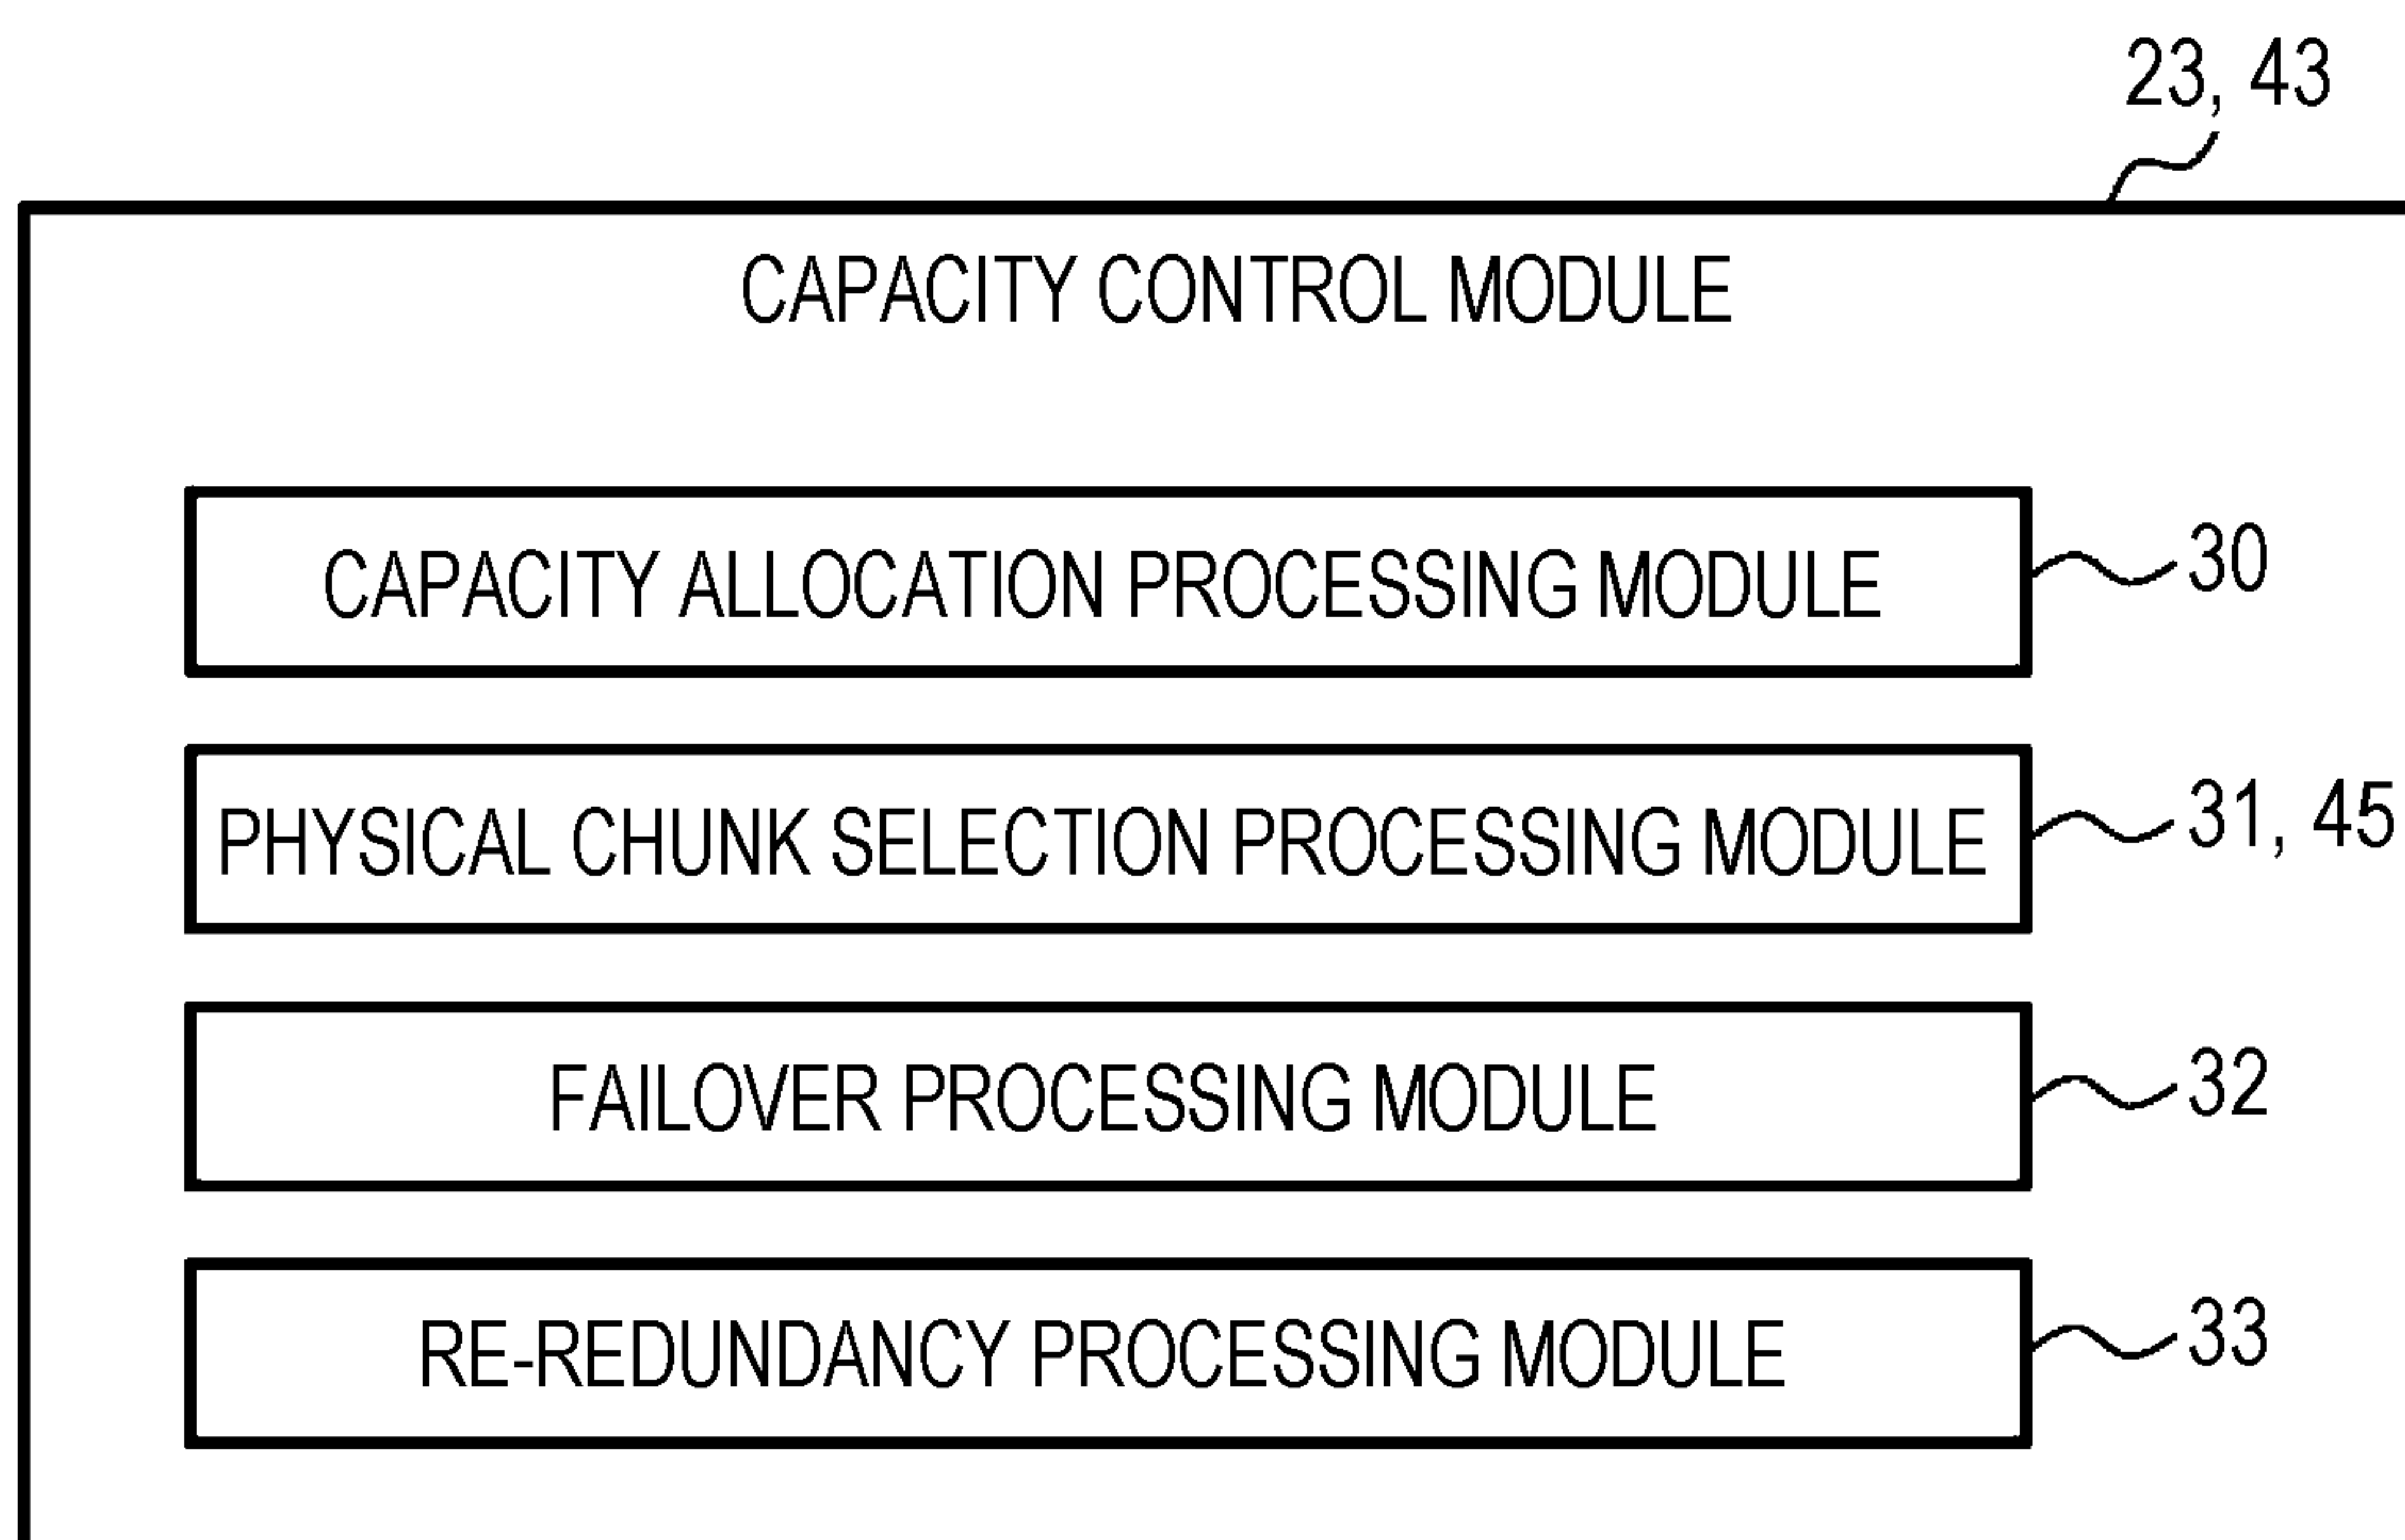 23, 43
CAPACITY CONTROL MODULE
CAPACITY ALLOCATION PROCESSING MODULE
30
PHYSICAL CHUNK SELECTION PROCESSING MODULE
31, 45
FAILOVER PROCESSING MODULE
32
RE-REDUNDANCY PROCESSING MODULE
33